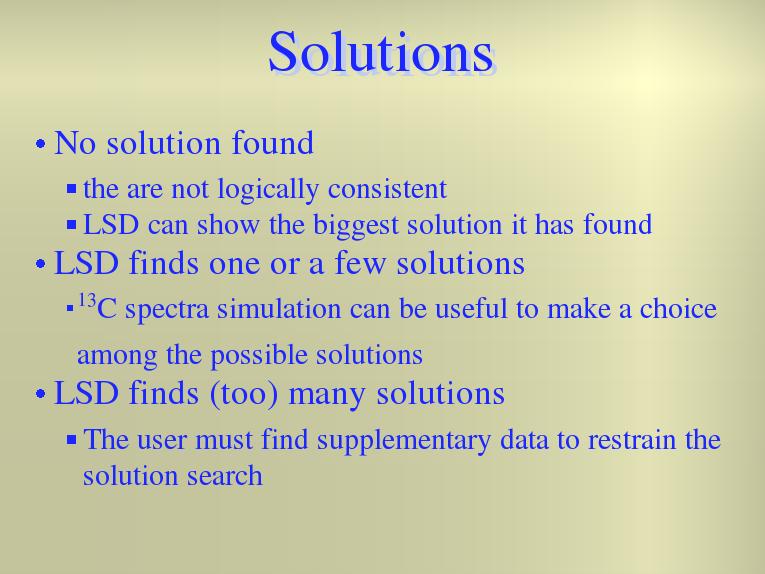 Solutions
• No solution found
▪ the are not logically consistent
▪ LSD can show the biggest solution it has found
• LSD finds one or a few solutions
▪ ¹³C spectra simulation can be useful to make a choice
among the possible solutions
• LSD finds (too) many solutions
▪ The user must find supplementary data to restrain the
solution search